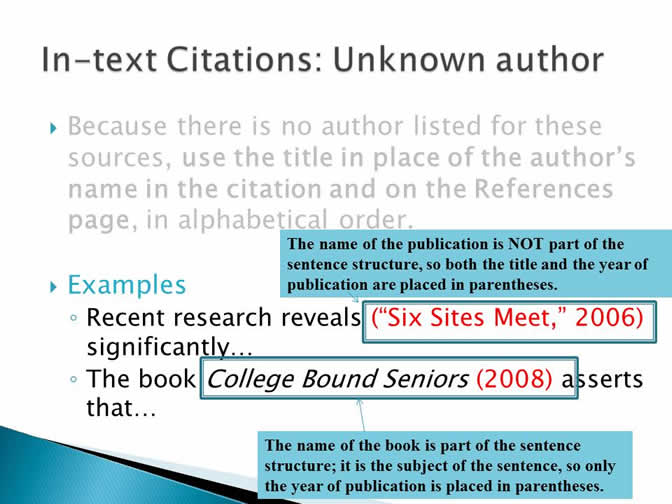 In-text Citations: Unknown author
Because there is no author listed for these
sources, use the title in place of the author's
name in the citation and on the References
page, in alphabetical order.
The name of the publication is NOT part of the
sentence structure, so both the title and the year of
publication are placed in parentheses.
Examples
Recent research reveals (“Six Sites Meet,” 2006)
significantly…
The book College Bound Seniors (2008) asserts
that…
The name of the book is part of the sentence
structure; it is the subject of the sentence, so only
the year of publication is placed in parentheses.